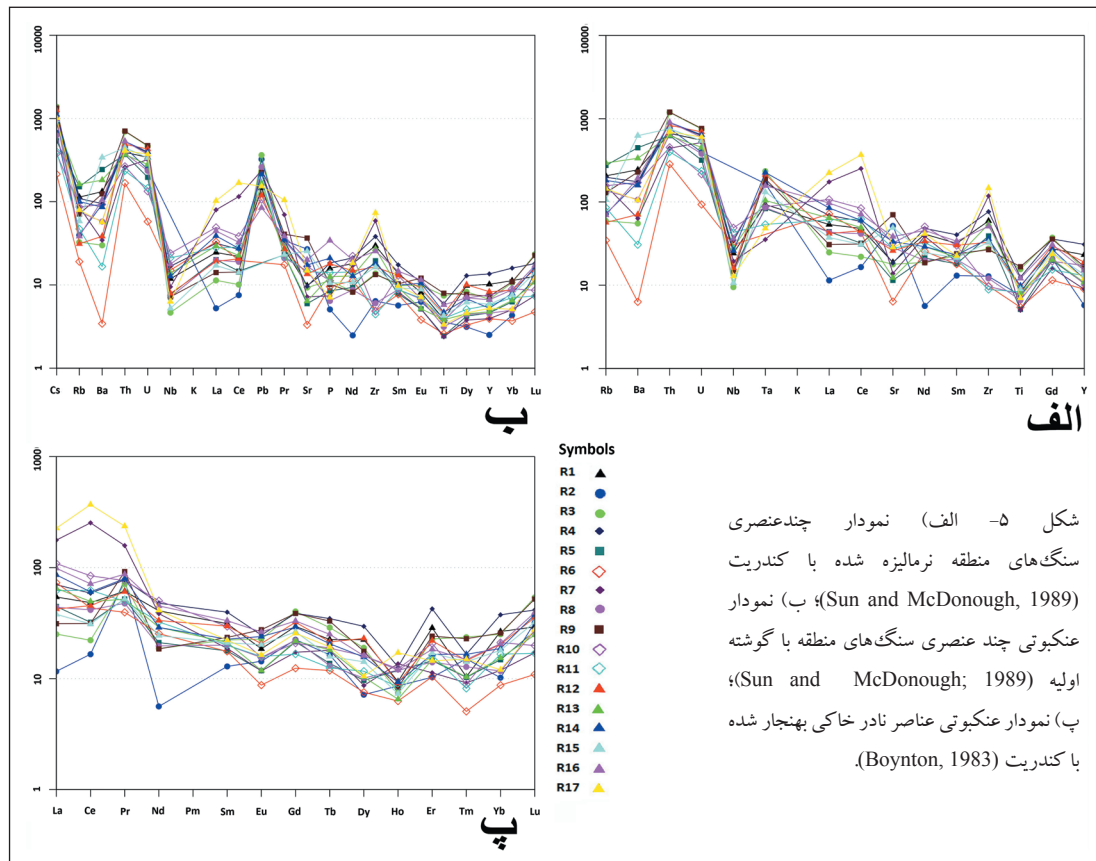 10000
1000
100
10
1
Cs Rb Ba Th U Nb K La Ce Pb Pr Sr P Nd Zr Sm Eu Ti Dy Y Yb Lu
ب
10000
1000
100
10
1
Rb Ba Th U Nb Ta K La Ce Sr Nd Sm Zr Ti Gd Y
الف
1000
100
10
1
La Ce Pr Nd Pm Sm Eu Gd Tb Dy Ho Er Tm Yb Lu
پ
Symbols
R1
R2
R3
R4
R5
R6
R7
R8
R9
R10
R11
R12
R13
R14
R15
R16
R17
شکل ۵- الف) نمودار چندعنصری
سنگ‌های منطقه نرمالیزه شده با کندریت
(Sun and McDonough, 1989)؛ ب) نمودار
عنکبوتی چند عنصری سنگ‌های منطقه با گوشته
اولیه (Sun and McDonough; 1989)؛
پ) نمودار عنکبوتی عناصر نادر خاکی بهنجار شده
با کندریت (Boynton, 1983).